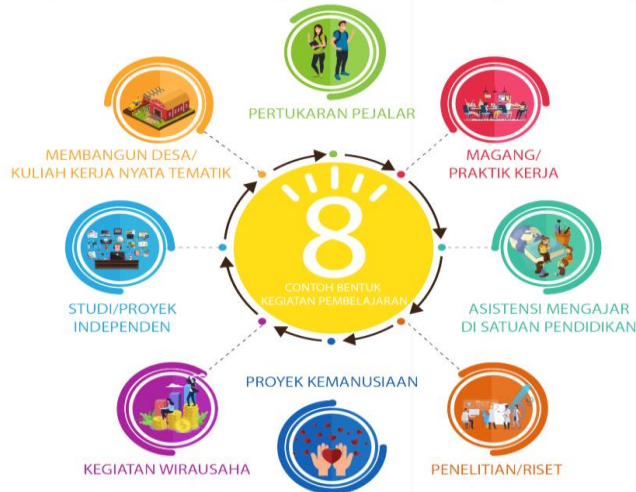 PERTUKARAN PEJALAR
MAGANG/
PRAKTIK KERJA
ASISTENSI MENGAJAR
DI SATUAN PENDIDIKAN
PENELITIAN/RISET
PROYEK KEMANUSIAAN
KEGIATAN WIRAUSAHA
STUDI/PROYEK
INDEPENDEN
MEMBANGUN DESA/
KULIAH KERJA NYATA TEMATIK
8
CONTOH BENTUK
KEGIATAN PEMBELAJARAN